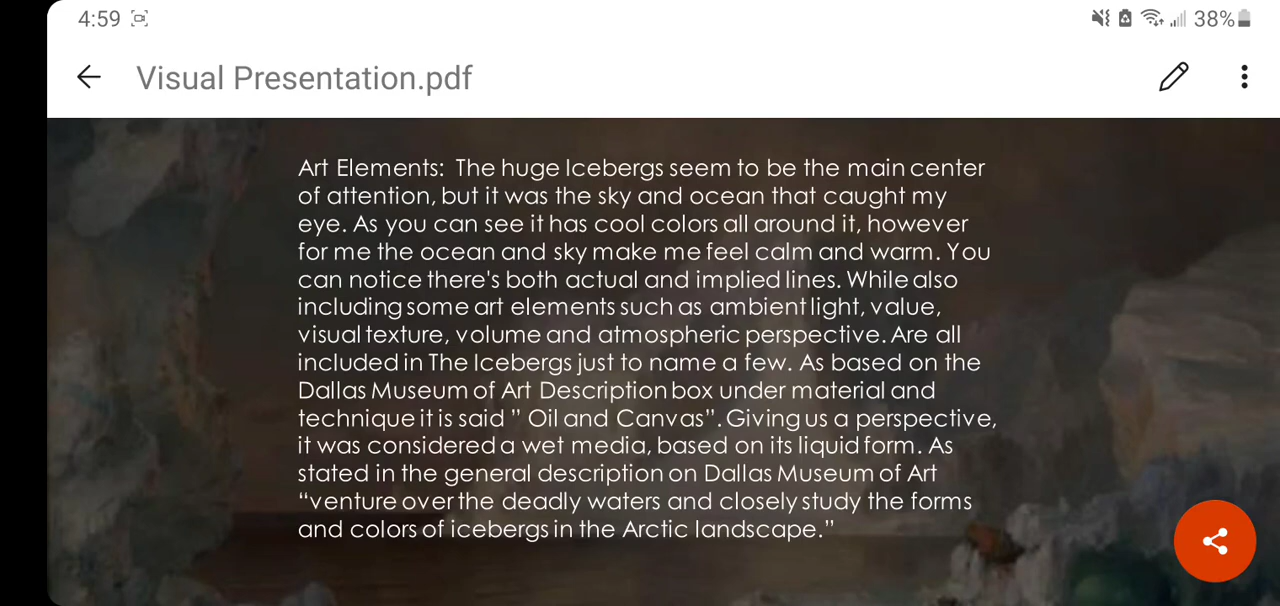 4:59
38%
Visual Presentation.pdf
Art Elements: The huge Icebergs seem to be the main center
of attention, but it was the sky and ocean that caught my
eye. As you can see it has cool colors all around it, however
for me the ocean and sky make me feel calm and warm. You
can notice there's both actual and implied lines. While also
including some art elements such as ambient light, value,
visual texture, volume and atmospheric perspective. Are all
included in The Icebergs just to name a few. As based on the
Dallas Museum of Art Description box under material and
technique it is said ” Oil and Canvas”. Giving us a perspective,
it was considered a wet media, based on its liquid form. As
stated in the general description on Dallas Museum of Art
“venture over the deadly waters and closely study the forms
and colors of icebergs in the Arctic landscape.”